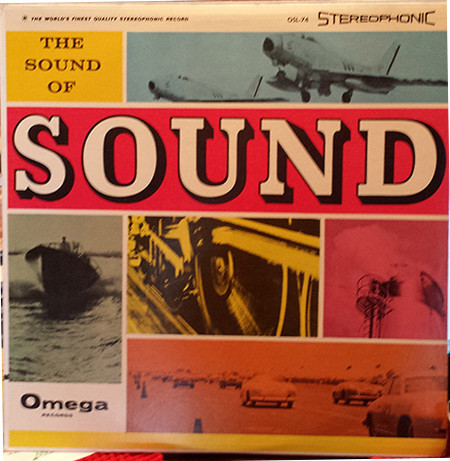 THE WORLD'S FINEST QUALITY STEREOPHONIC RECORD
OSL-74
STEREOPHONIC
THE
SOUND
OF
SOUND
Omega
RECORDS